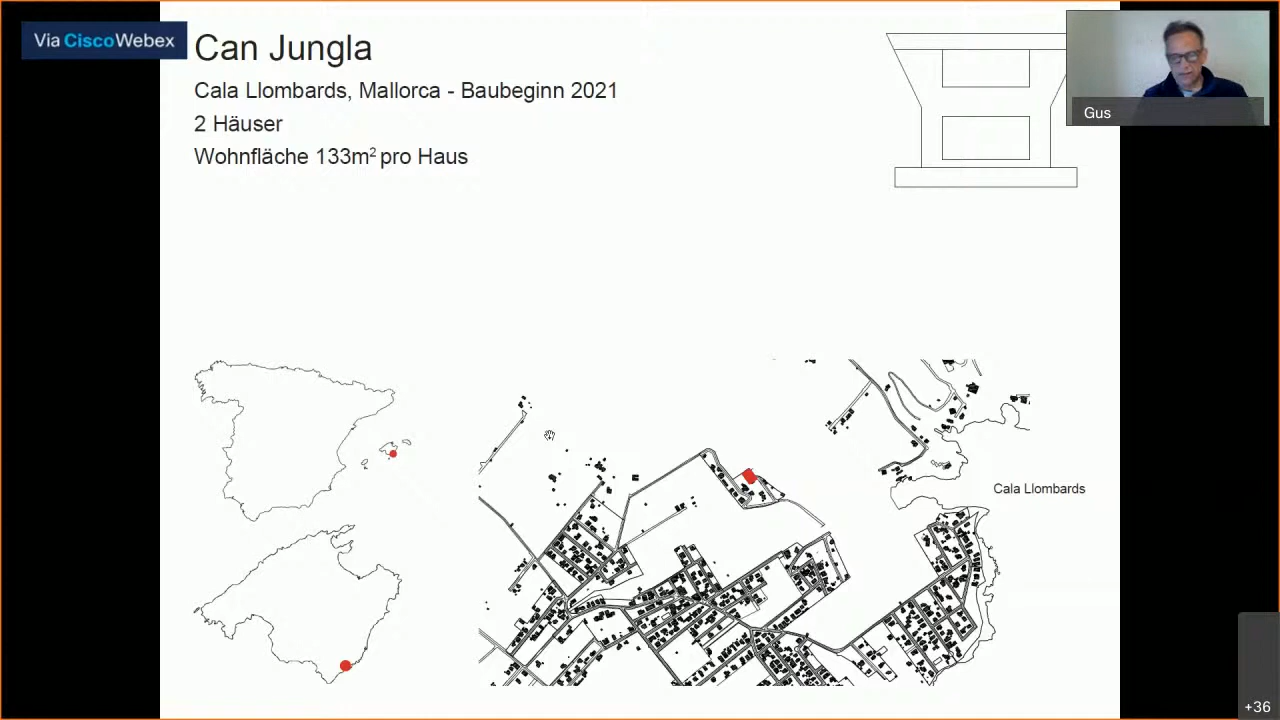 Via Cisco Webex
Can Jungla
Cala Llombards, Mallorca - Baubeginn 2021
2 Häuser
Wohnfläche 133m² pro Haus
Gus
Cala Llombards
+36